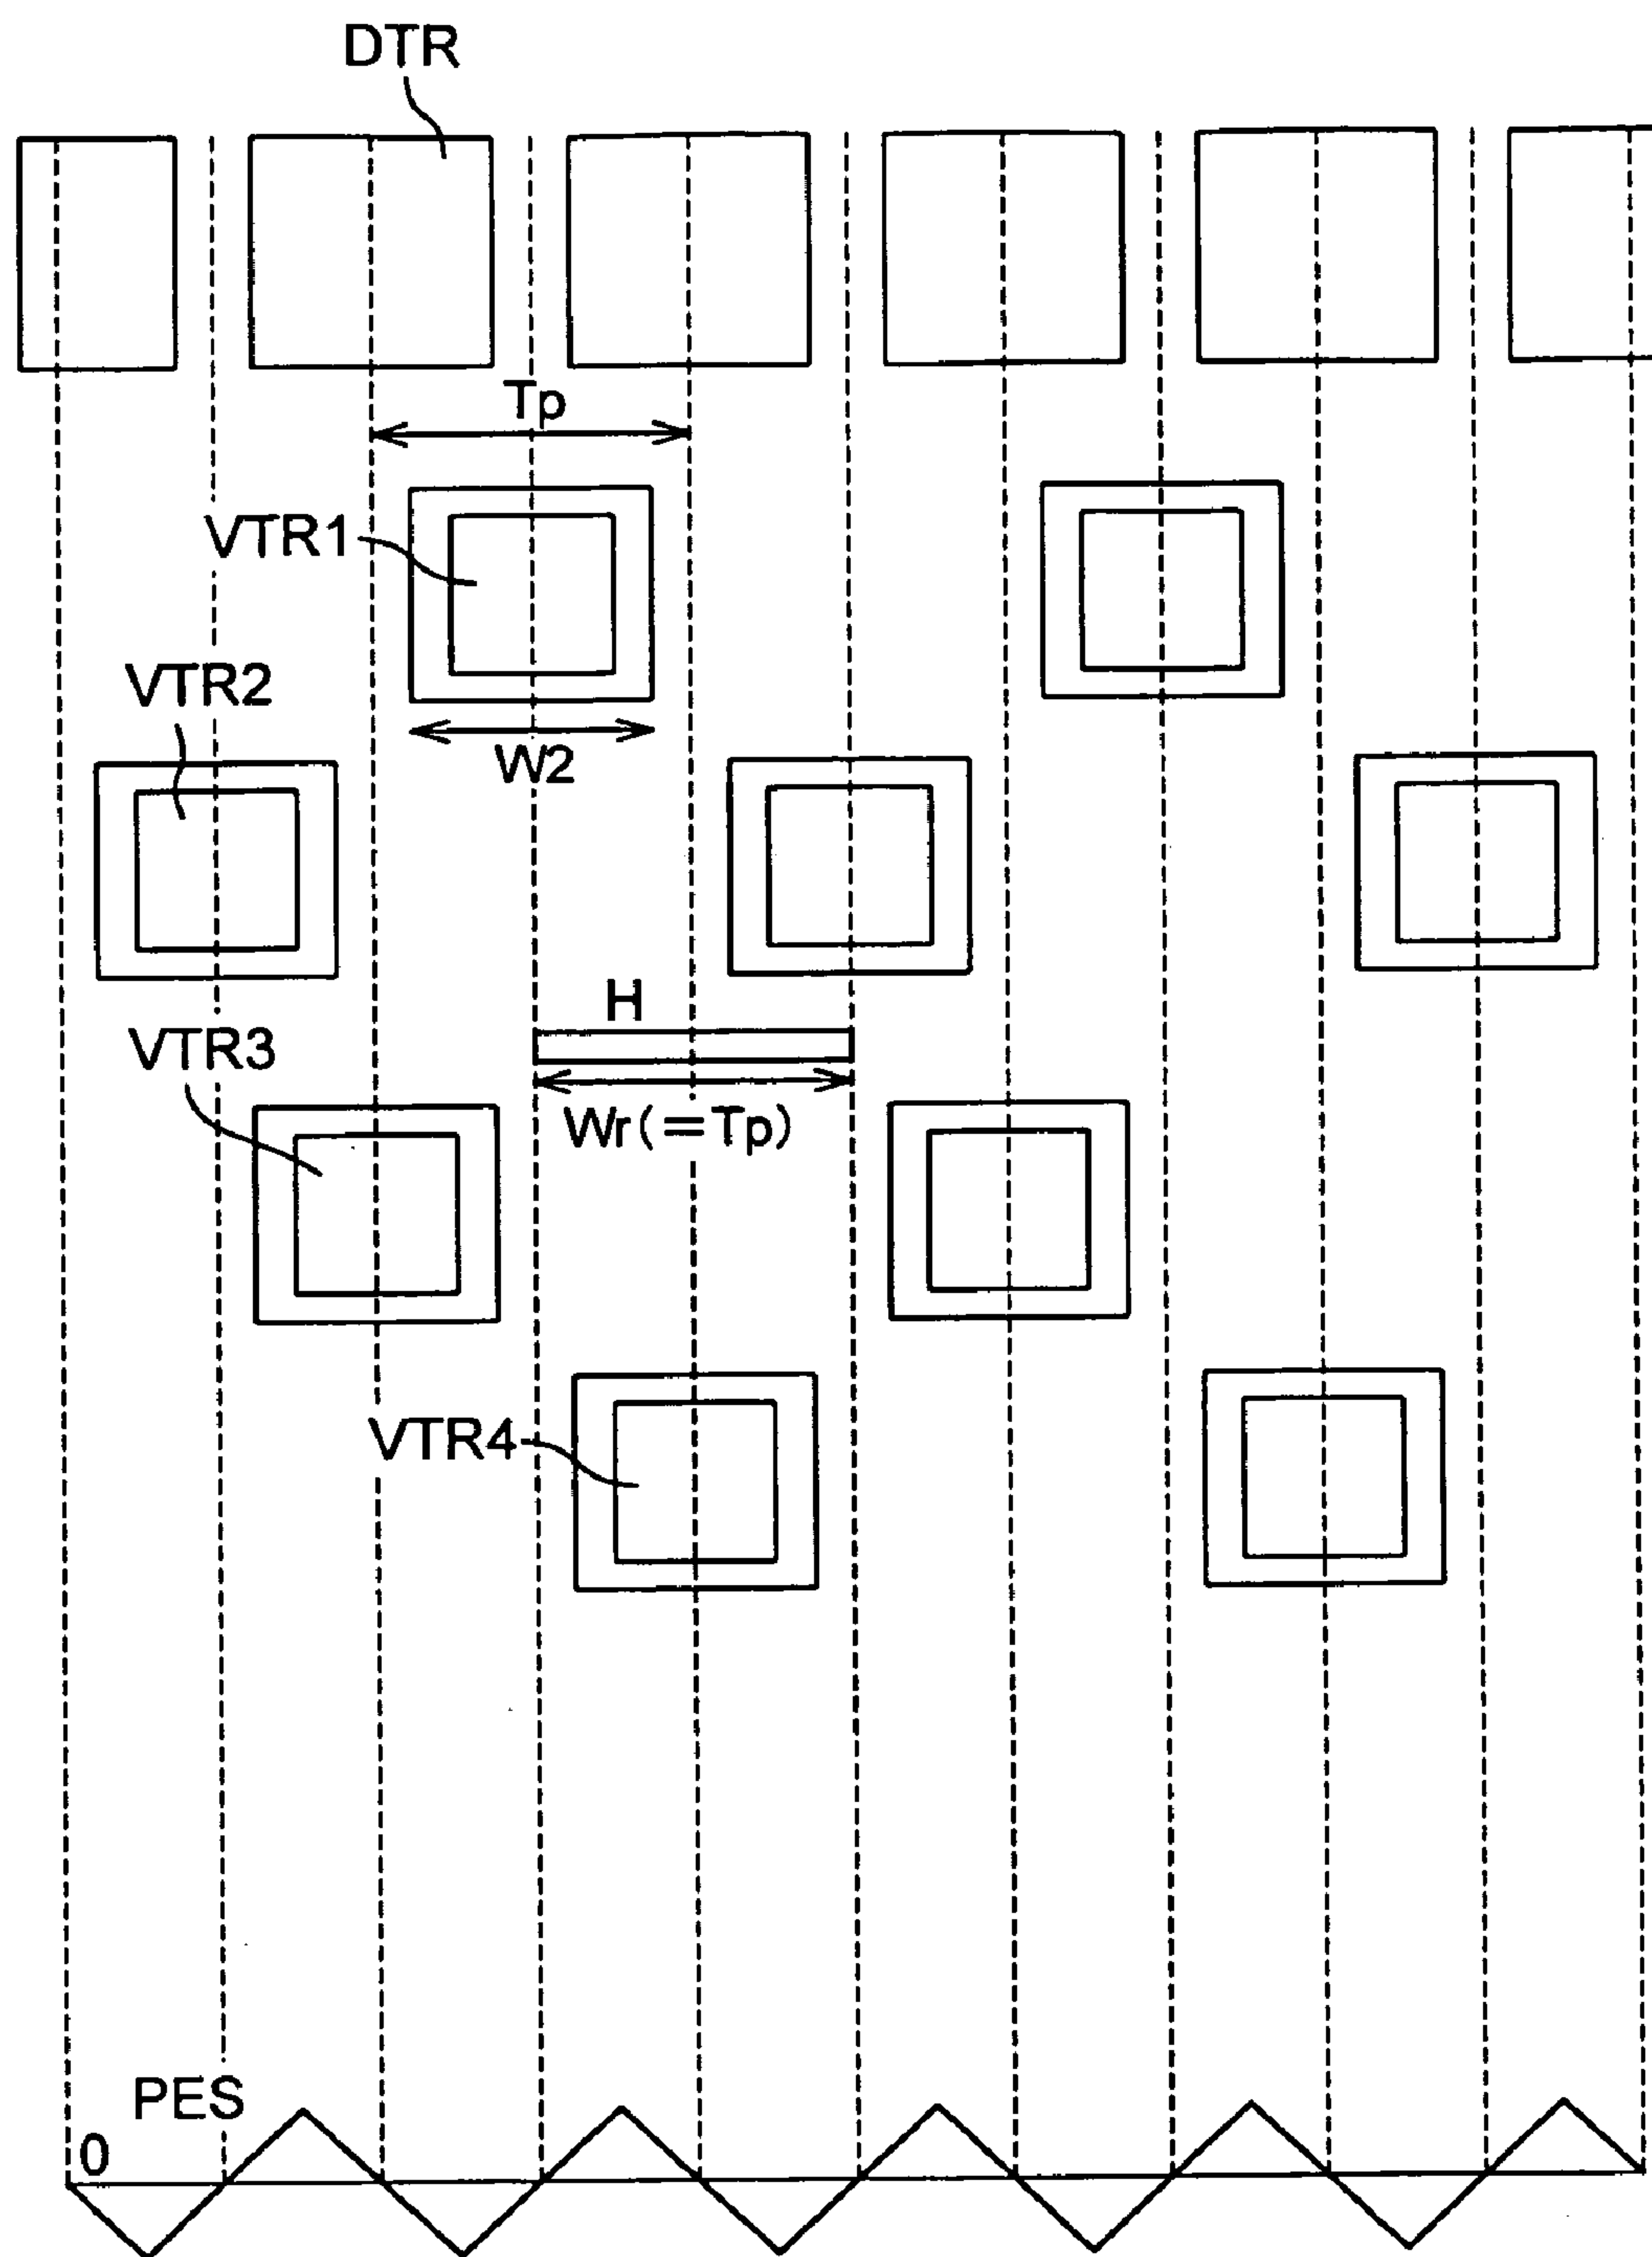 DTR
Tp
VTR1
VTR2
W2
H
VTR3
Wr(=Tp)
VTR4
PES
0